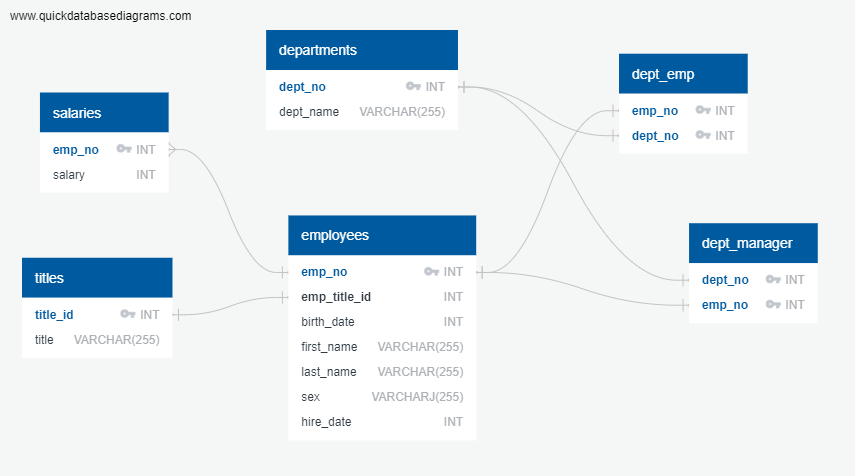 www.quickdatabasediagrams.com
departments
dept_no INT
dept_name VARCHAR(255)
dept_emp
emp_no INT
dept_no INT
salaries
emp_no INT
salary INT
employees
emp_no INT
emp_title_id INT
birth_date INT
first_name VARCHAR(255)
last_name VARCHAR(255)
sex VARCHARJ(255)
hire_date INT
dept_manager
dept_no INT
emp_no INT
titles
title_id INT
title VARCHAR(255)